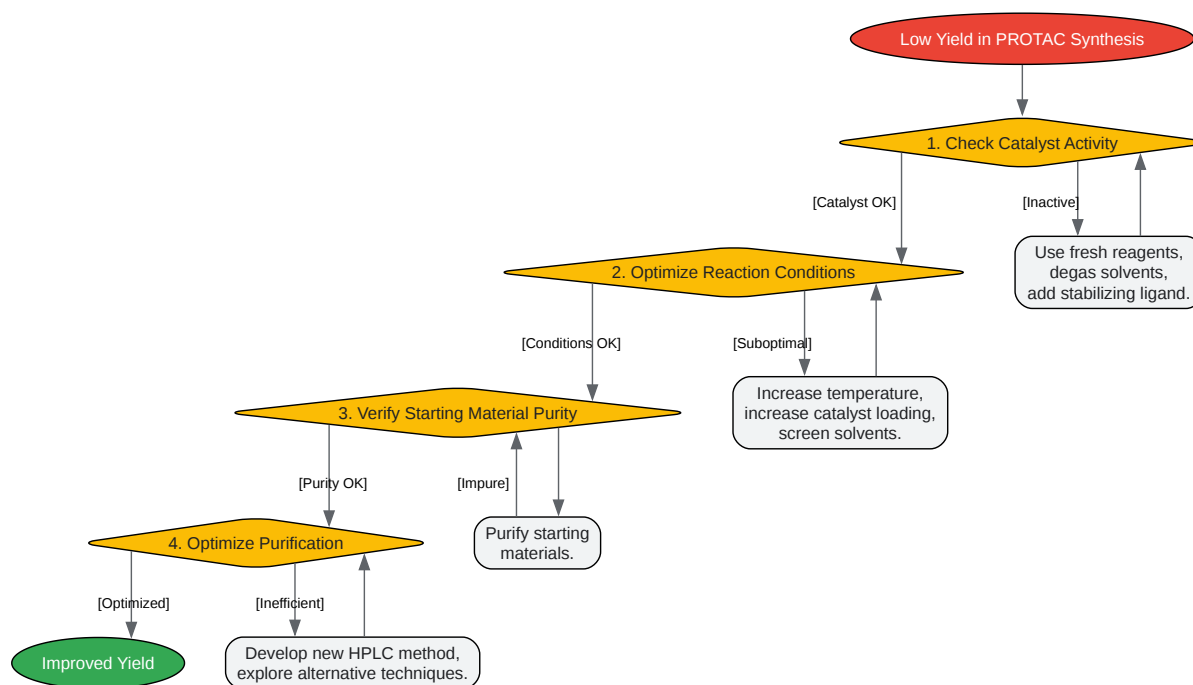 Low Yield in PROTAC Synthesis
1. Check Catalyst Activity
[Catalyst OK]
[Inactive]
Use fresh reagents,
degas solvents,
add stabilizing ligand.
2. Optimize Reaction Conditions
[Conditions OK]
[Suboptimal]
Increase temperature,
increase catalyst loading,
screen solvents.
3. Verify Starting Material Purity
[Purity OK]
[Impure]
Purify starting
materials.
4. Optimize Purification
[Optimized]
[Inefficient]
Improved Yield
Develop new HPLC method,
explore alternative techniques.